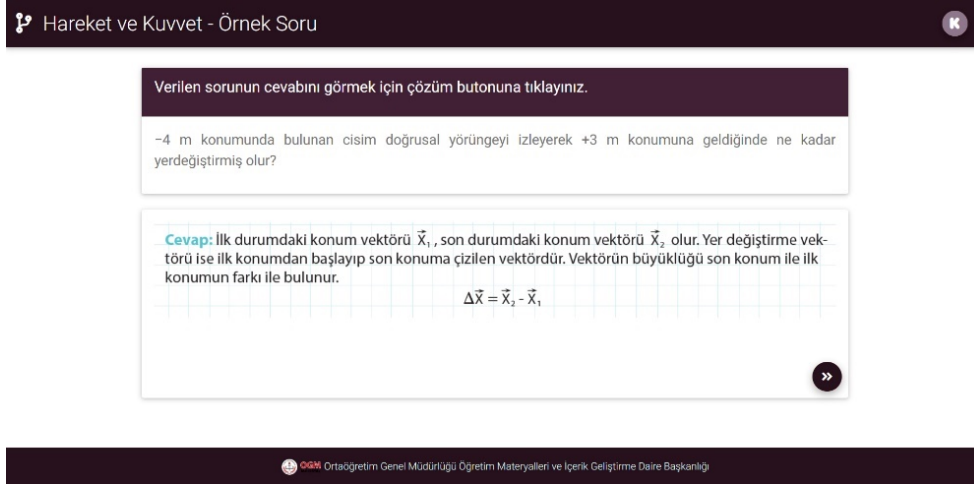 Hareket ve Kuvvet - Örnek Soru
K
Verilen sorunun cevabını görmek için çözüm butonuna tıklayınız.
−4 m konumunda bulunan cisim doğrusal yörüngeyi izleyerek +3 m konumuna geldiğinde ne kadar
yerdeğiştirmiş olur?
Cevap: İlk durumdaki konum vektörü X⃗₁ , son durumdaki konum vektörü X⃗₂ olur. Yer değiştirme vek-
törü ise ilk konumdan başlayıp son konuma çizilen vektördür. Vektörün büyüklüğü son konum ile ilk
konumun farkı ile bulunur.
ΔX⃗ = X⃗₂ - X⃗₁
OGM Ortaöğretim Genel Müdürlüğü Öğretim Materyalleri ve İçerik Geliştirme Daire Başkanlığı